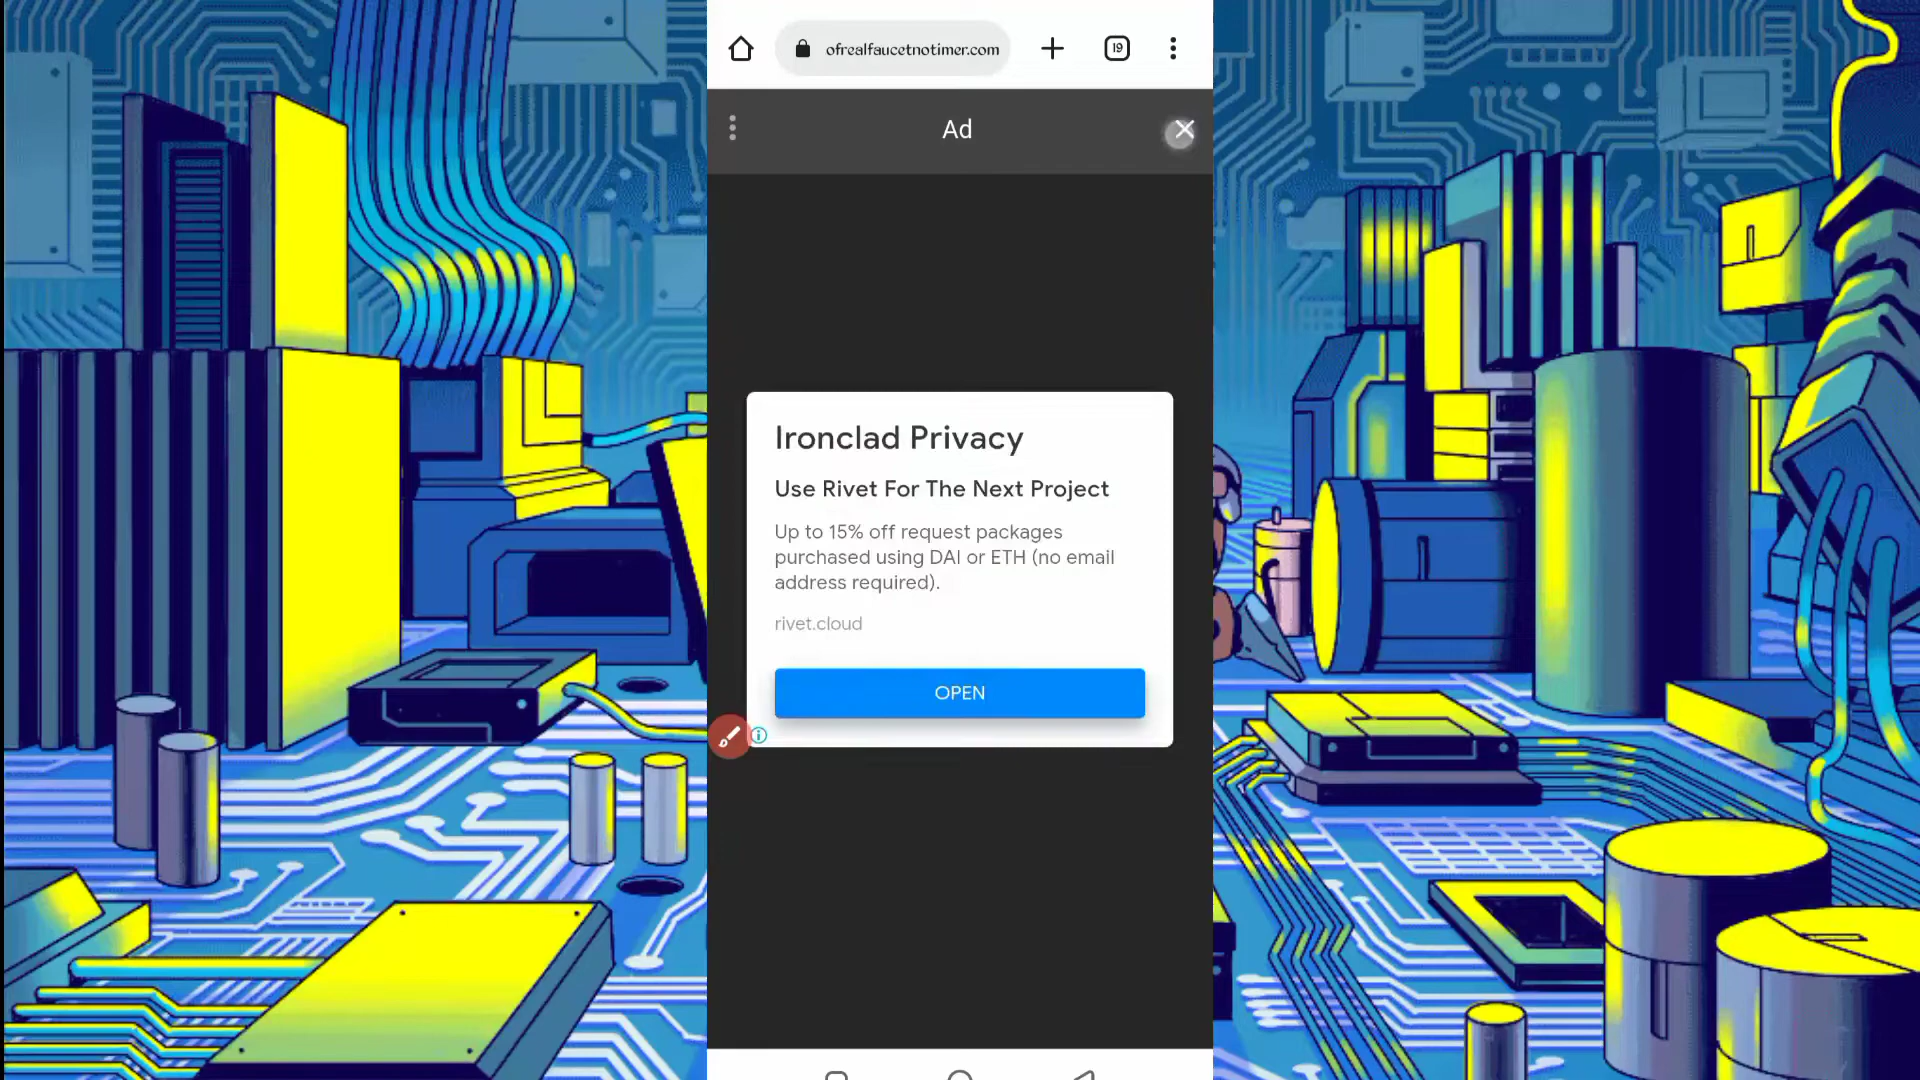 ofrealfaucetnotimer.com
19
Ad
Ironclad Privacy
Use Rivet For The Next Project
Up to 15% off request packages
purchased using DAI or ETH (no email
address required).
rivet.cloud
OPEN